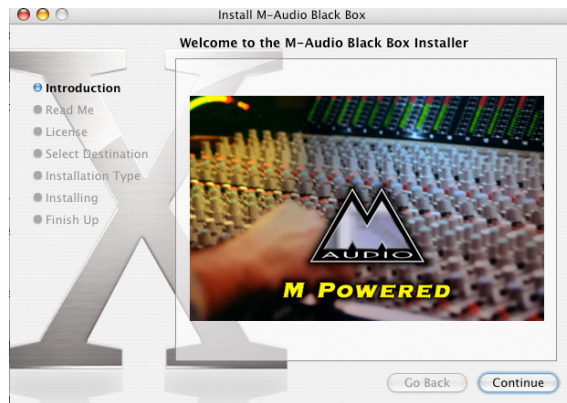 Install M-Audio Black Box
Welcome to the M-Audio Black Box Installer
Introduction
Read Me
License
Select Destination
Installation Type
Installing
Finish Up
M
AUDIO
M POWERED
Go Back
Continue